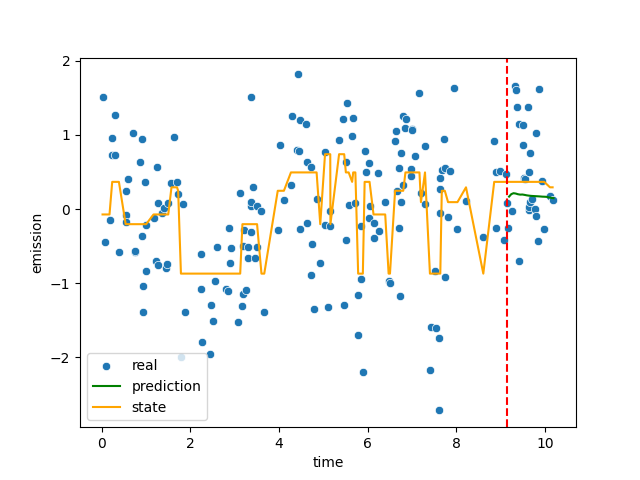 2
1
0
−1
−2
emission
real
prediction
state
0 2 4 6 8 10
time